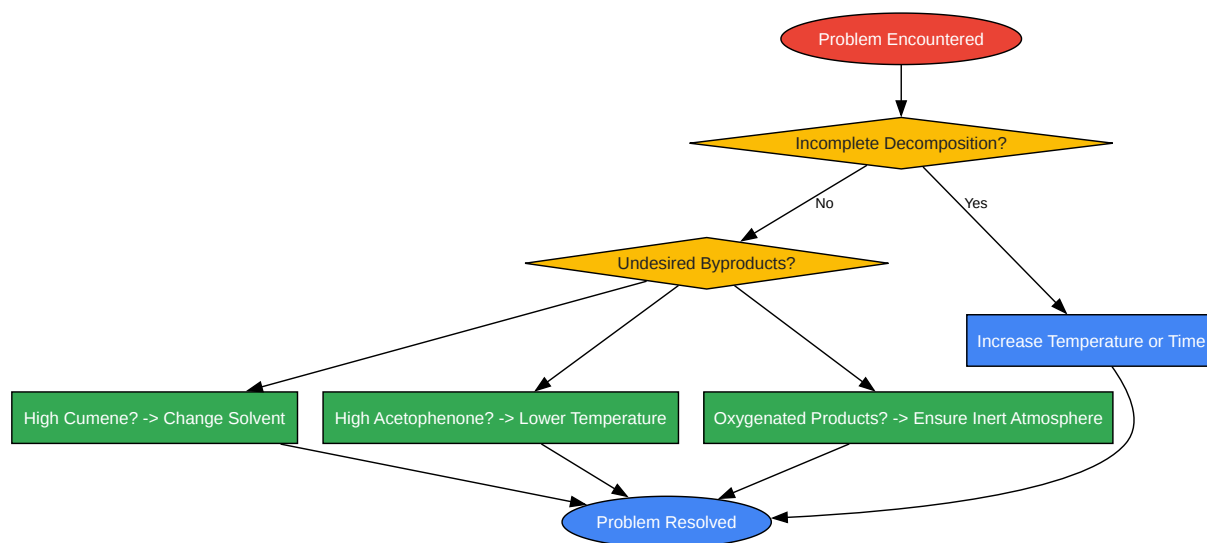 Problem Encountered
Incomplete Decomposition?
No
Yes
Undesired Byproducts?
Increase Temperature or Time
High Cumene? -> Change Solvent
High Acetophenone? -> Lower Temperature
Oxygenated Products? -> Ensure Inert Atmosphere
Problem Resolved